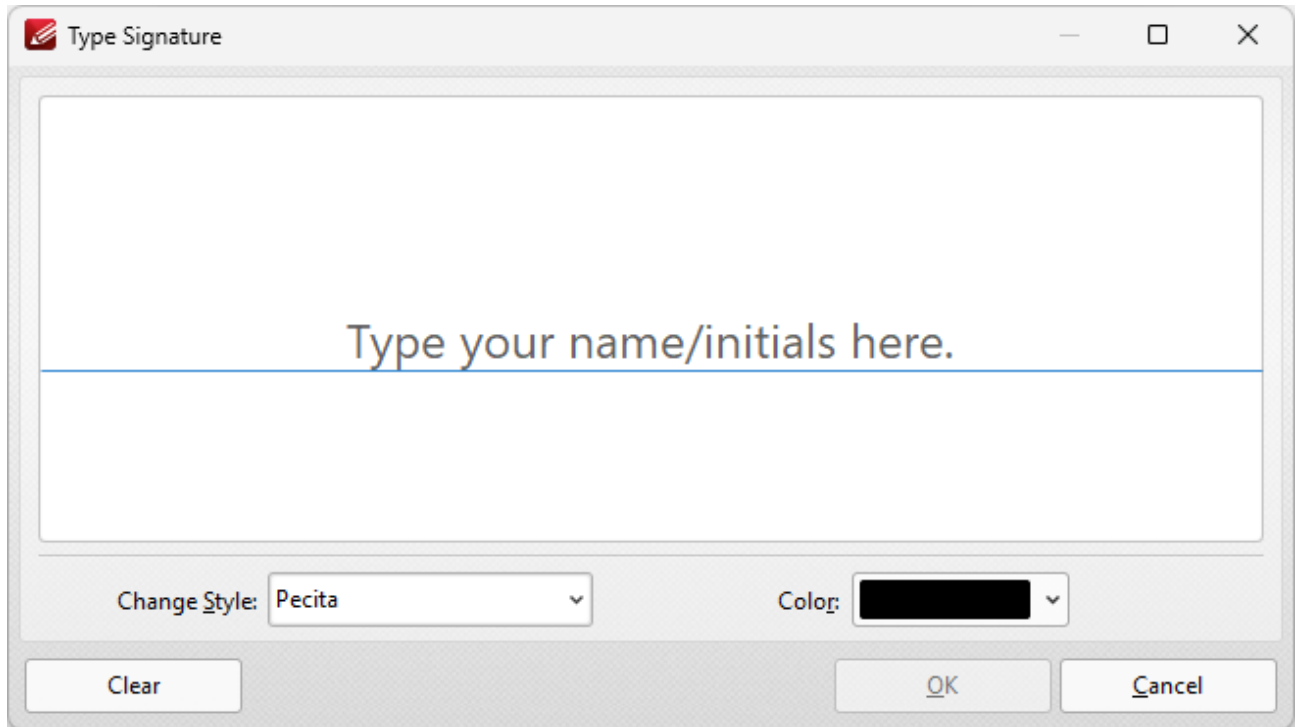 Type Signature
Type your name/initials here.
Change Style: Pecita
Color:
Clear
OK
Cancel